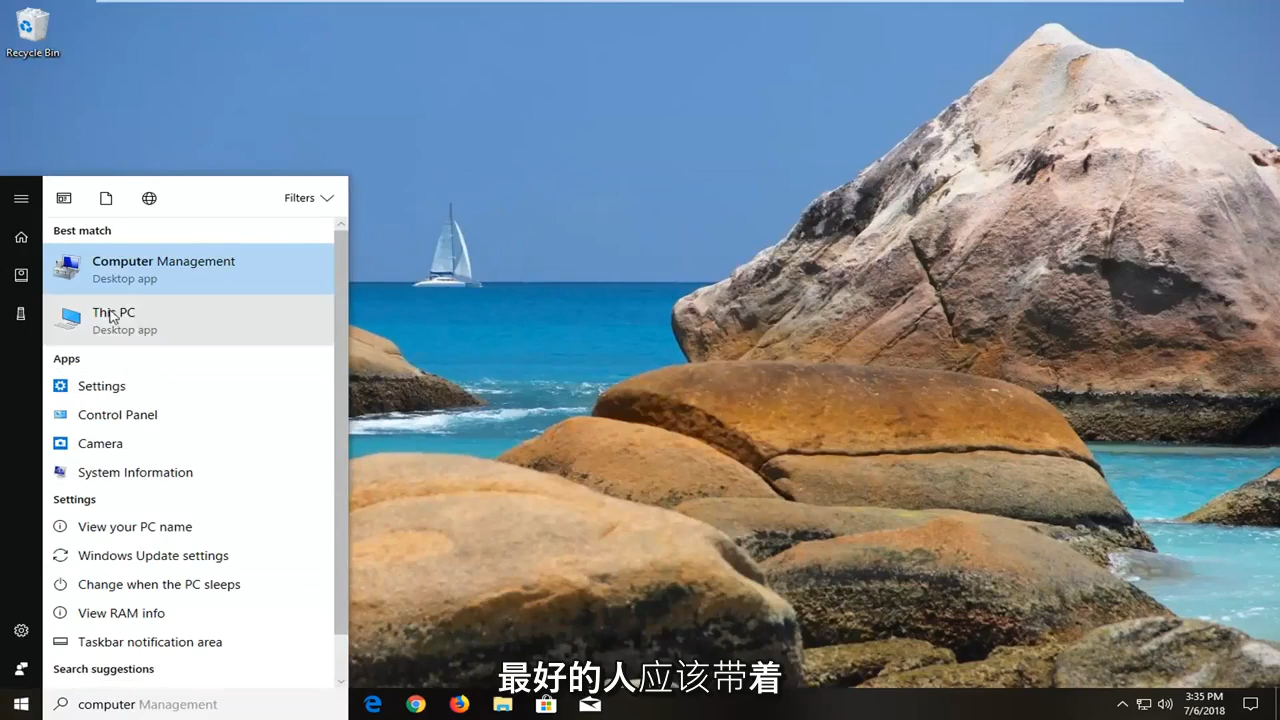 Recycle Bin
Filters
Best match
Computer Management
Desktop app
This PC
Desktop app
Apps
Settings
Control Panel
Camera
System Information
Settings
View your PC name
Windows Update settings
Change when the PC sleeps
View RAM info
Taskbar notification area
Search suggestions
computer Management
最好的人应该带着
3:35 PM
7/6/2018